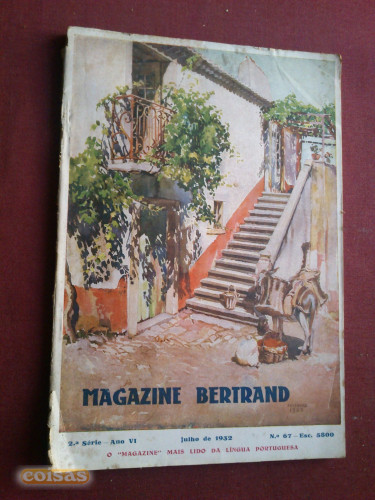 MAGAZINE BERTRAND
2.ª Série - Ano VI Julho de 1932 N.º 67 - Esc. 5$00
O "MAGAZINE" MAIS LIDO DA LÍNGUA PORTUGUESA
coisas